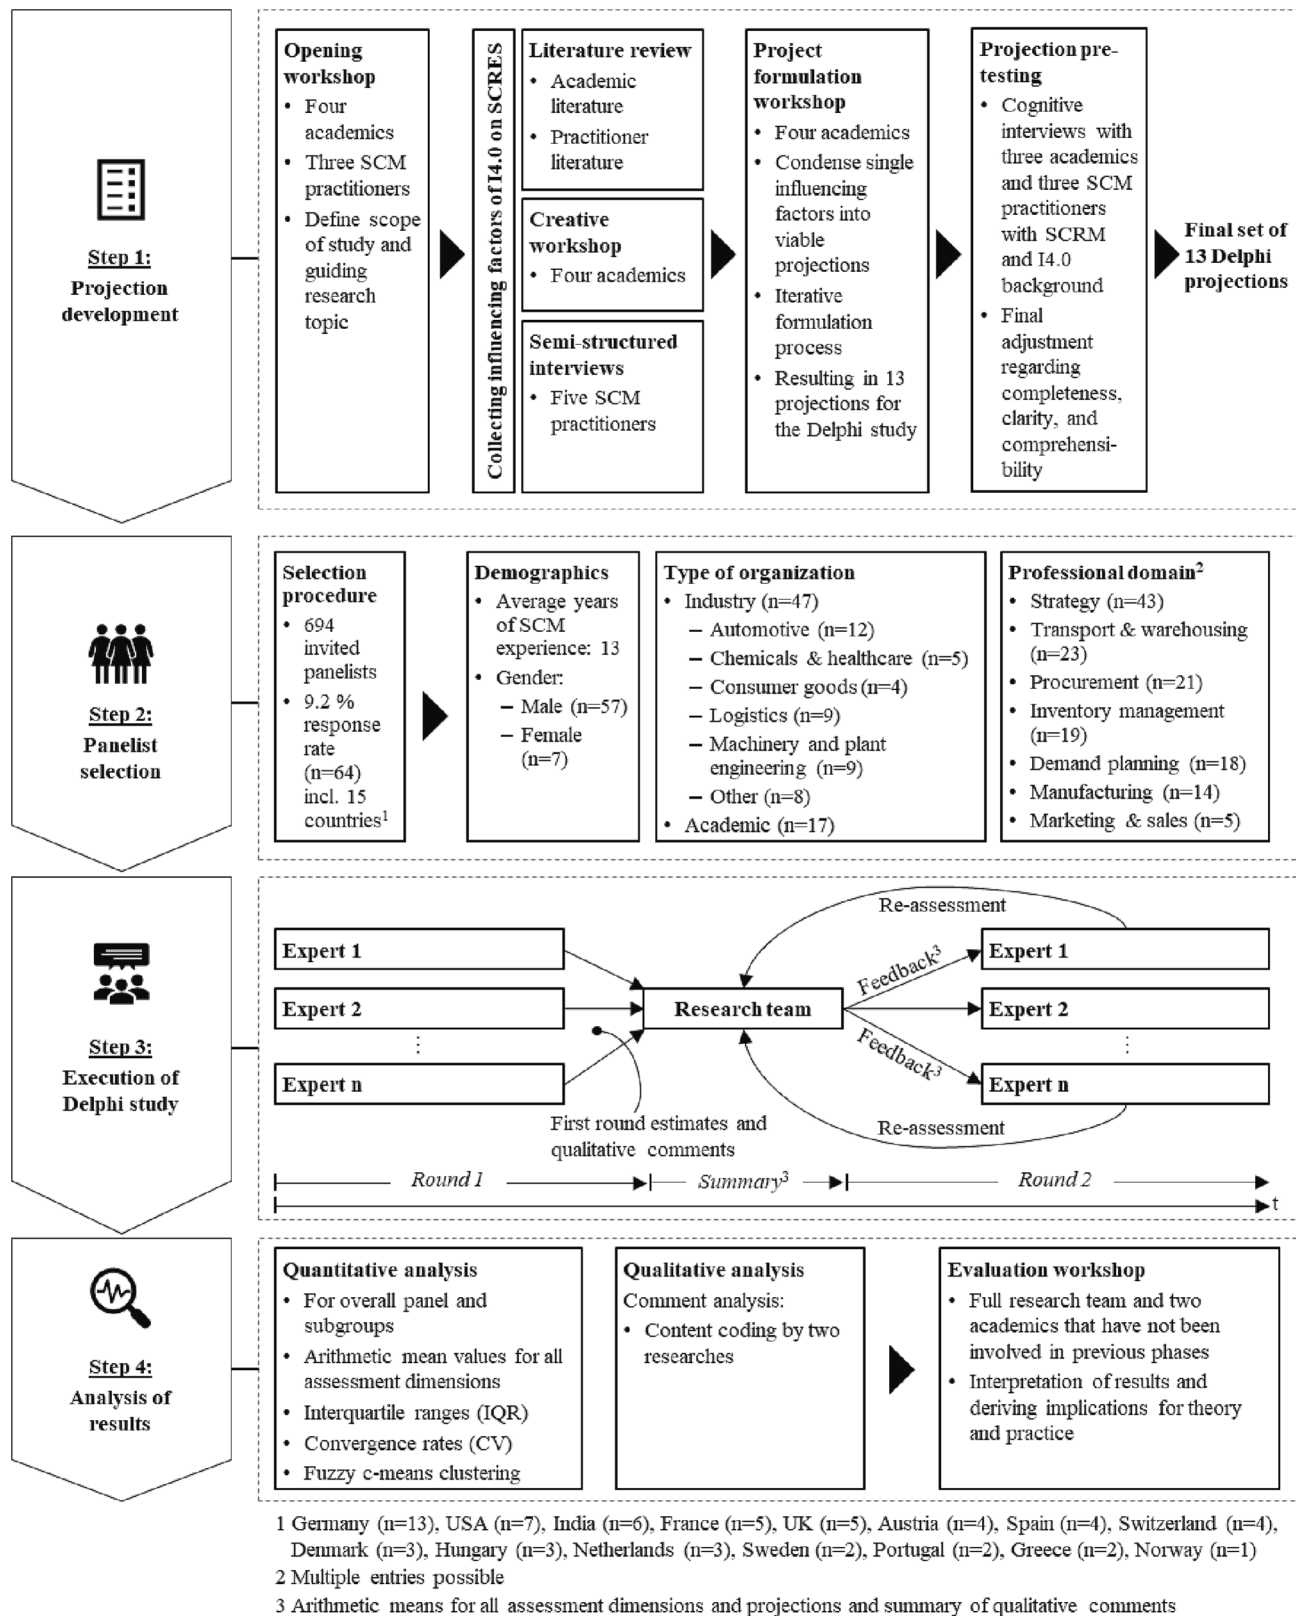 Step 1:
Projection
development
Opening
workshop
• Four
academics
• Three SCM
practitioners
• Define scope
of study and
guiding
research
topic
Collecting influencing factors of I4.0 on SCRES
Literature review
• Academic
literature
• Practitioner
literature
Creative
workshop
• Four academics
Semi-structured
interviews
• Five SCM
practitioners
Project
formulation
workshop
• Four academics
• Condense single
influencing
factors into
viable
projections
• Iterative
formulation
process
• Resulting in 13
projections for
the Delphi study
Projection pre-
testing
• Cognitive
interviews with
three academics
and three SCM
practitioners
with SCRM
and I4.0
background
• Final
adjustment
regarding
completeness,
clarity, and
comprehensi-
bility
Final set of
13 Delphi
projections
Step 2:
Panelist
selection
Selection
procedure
• 694
invited
panelists
• 9.2 %
response
rate
(n=64)
incl. 15
countries1
Demographics
• Average years
of SCM
experience: 13
• Gender:
– Male (n=57)
– Female
(n=7)
Type of organization
• Industry (n=47)
– Automotive (n=12)
– Chemicals & healthcare (n=5)
– Consumer goods (n=4)
– Logistics (n=9)
– Machinery and plant
engineering (n=9)
– Other (n=8)
• Academic (n=17)
Professional domain2
• Strategy (n=43)
• Transport & warehousing
(n=23)
• Procurement (n=21)
• Inventory management
(n=19)
• Demand planning (n=18)
• Manufacturing (n=14)
• Marketing & sales (n=5)
Step 3:
Execution of
Delphi study
Expert 1
Expert 2
⋮
Expert n
Research team
First round estimates and
qualitative comments
Re-assessment
Feedback3
Feedback3
Re-assessment
Expert 1
Expert 2
⋮
Expert n
Round 1
Summary3
Round 2
t
Step 4:
Analysis of
results
Quantitative analysis
• For overall panel and
subgroups
• Arithmetic mean values for all
assessment dimensions
• Interquartile ranges (IQR)
• Convergence rates (CV)
• Fuzzy c-means clustering
Qualitative analysis
Comment analysis:
• Content coding by two
researches
Evaluation workshop
• Full research team and two
academics that have not been
involved in previous phases
• Interpretation of results and
deriving implications for theory
and practice
1 Germany (n=13), USA (n=7), India (n=6), France (n=5), UK (n=5), Austria (n=4), Spain (n=4), Switzerland (n=4),
Denmark (n=3), Hungary (n=3), Netherlands (n=3), Sweden (n=2), Portugal (n=2), Greece (n=2), Norway (n=1)
2 Multiple entries possible
3 Arithmetic means for all assessment dimensions and projections and summary of qualitative comments